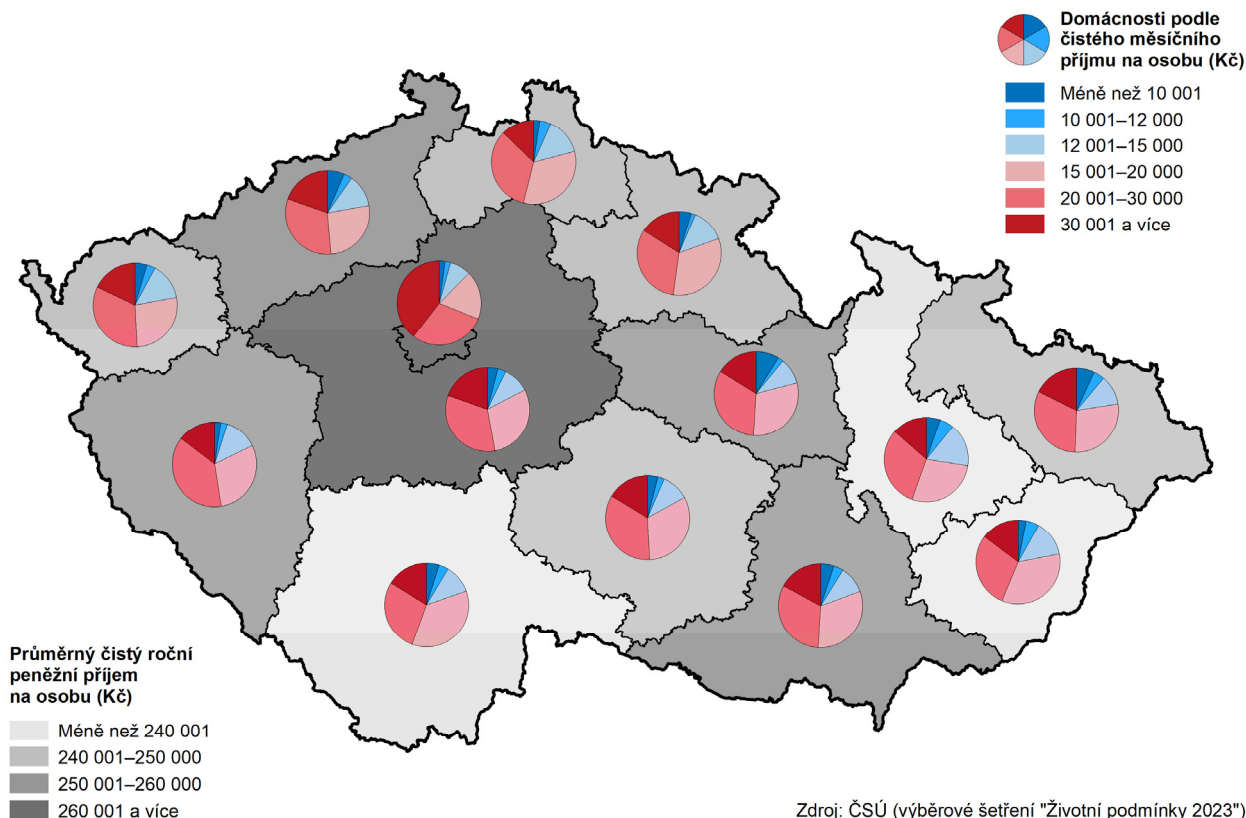 Domácnosti podle
čistého měsíčního
příjmu na osobu (Kč)
Méně než 10 001
10 001–12 000
12 001–15 000
15 001–20 000
20 001–30 000
30 001 a více
Průměrný čistý roční
peněžní příjem
na osobu (Kč)
Méně než 240 001
240 001–250 000
250 001–260 000
260 001 a více
Zdroj: ČSÚ (výběrové šetření "Životní podmínky 2023")